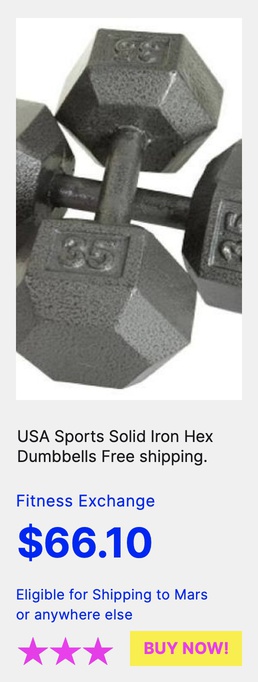 35
35
35
USA Sports Solid Iron Hex
Dumbbells Free shipping.
Fitness Exchange
$66.10
Eligible for Shipping to Mars
or anywhere else
BUY NOW!